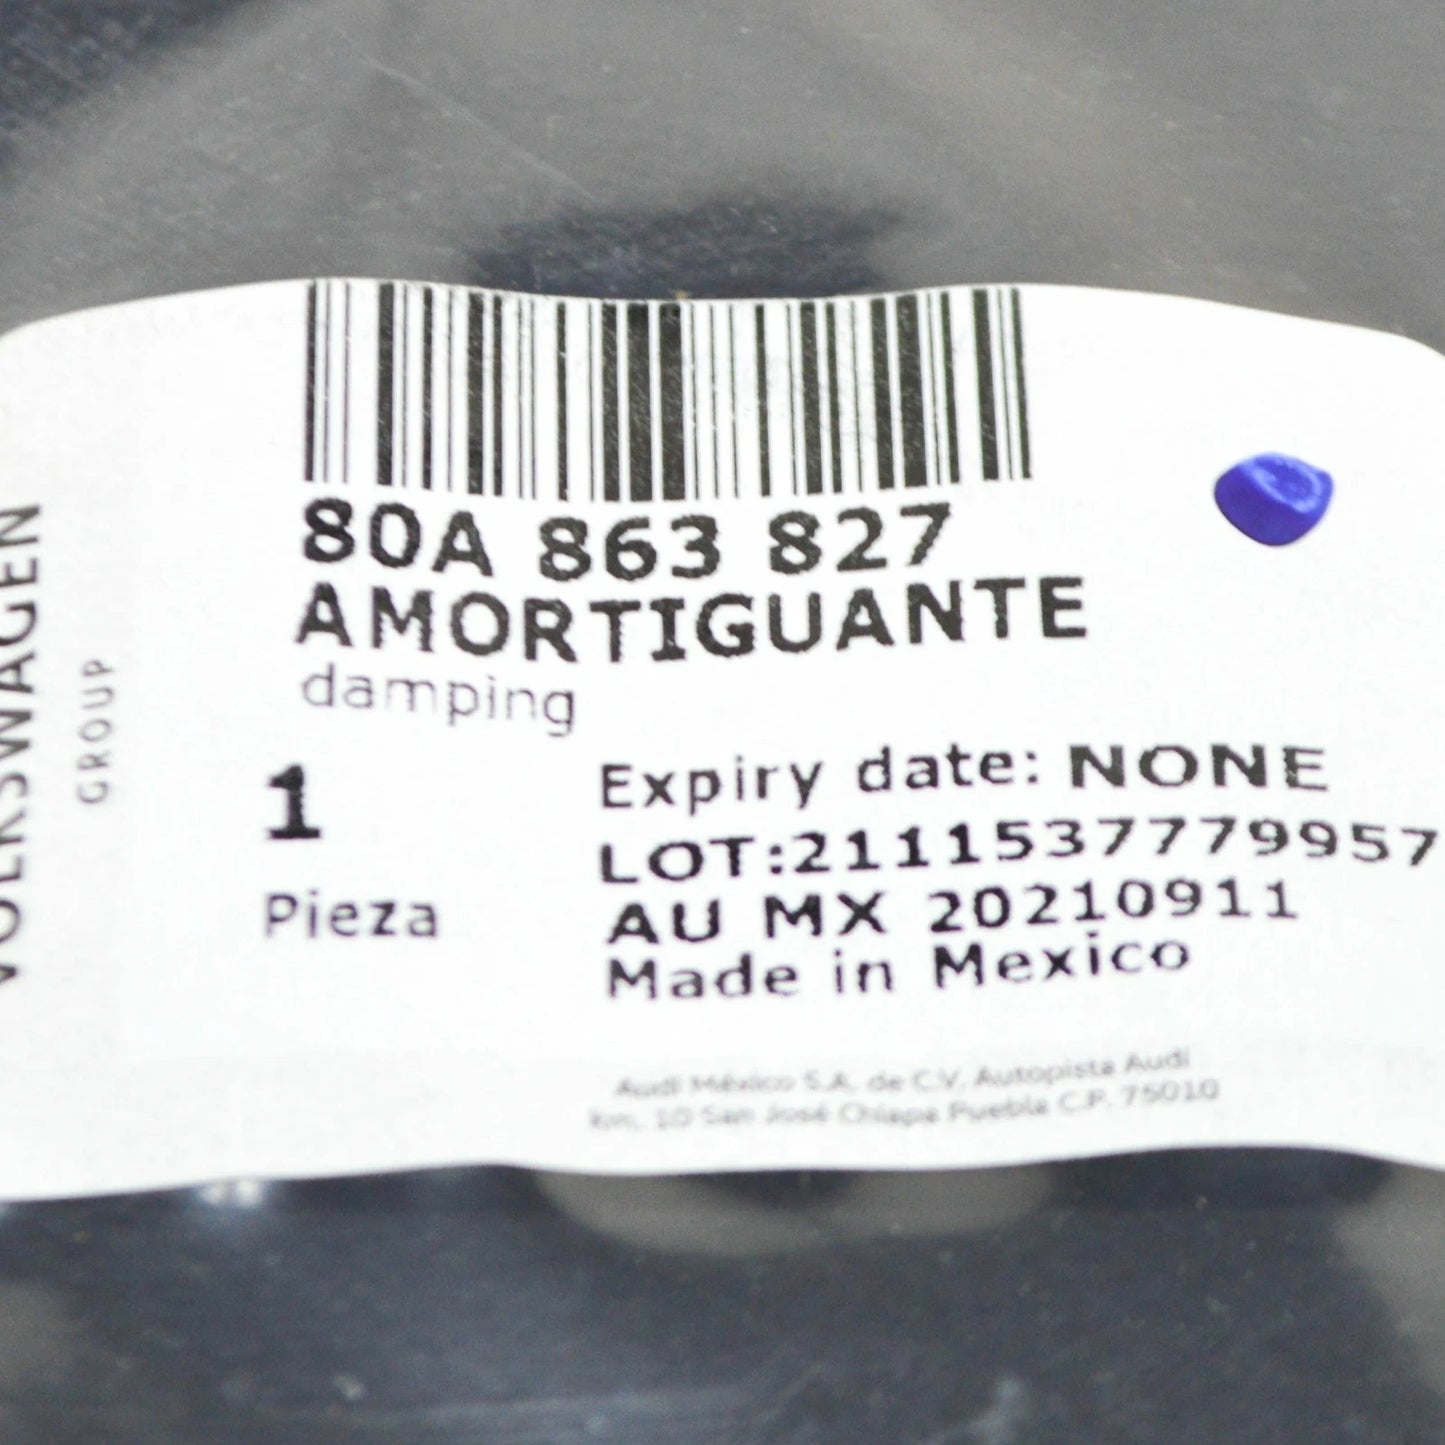 VOLKSWAGEN
GROUP
80A 863 827
AMORTIGUANTE
damping
1
Pieza
Expiry date: NONE
LOT:2111537779957
AU MX 20210911
Made in Mexico
Audi México S.A. de C.V. Autopista Audi
km. 10 San José Chiapa Puebla C.P. 75010